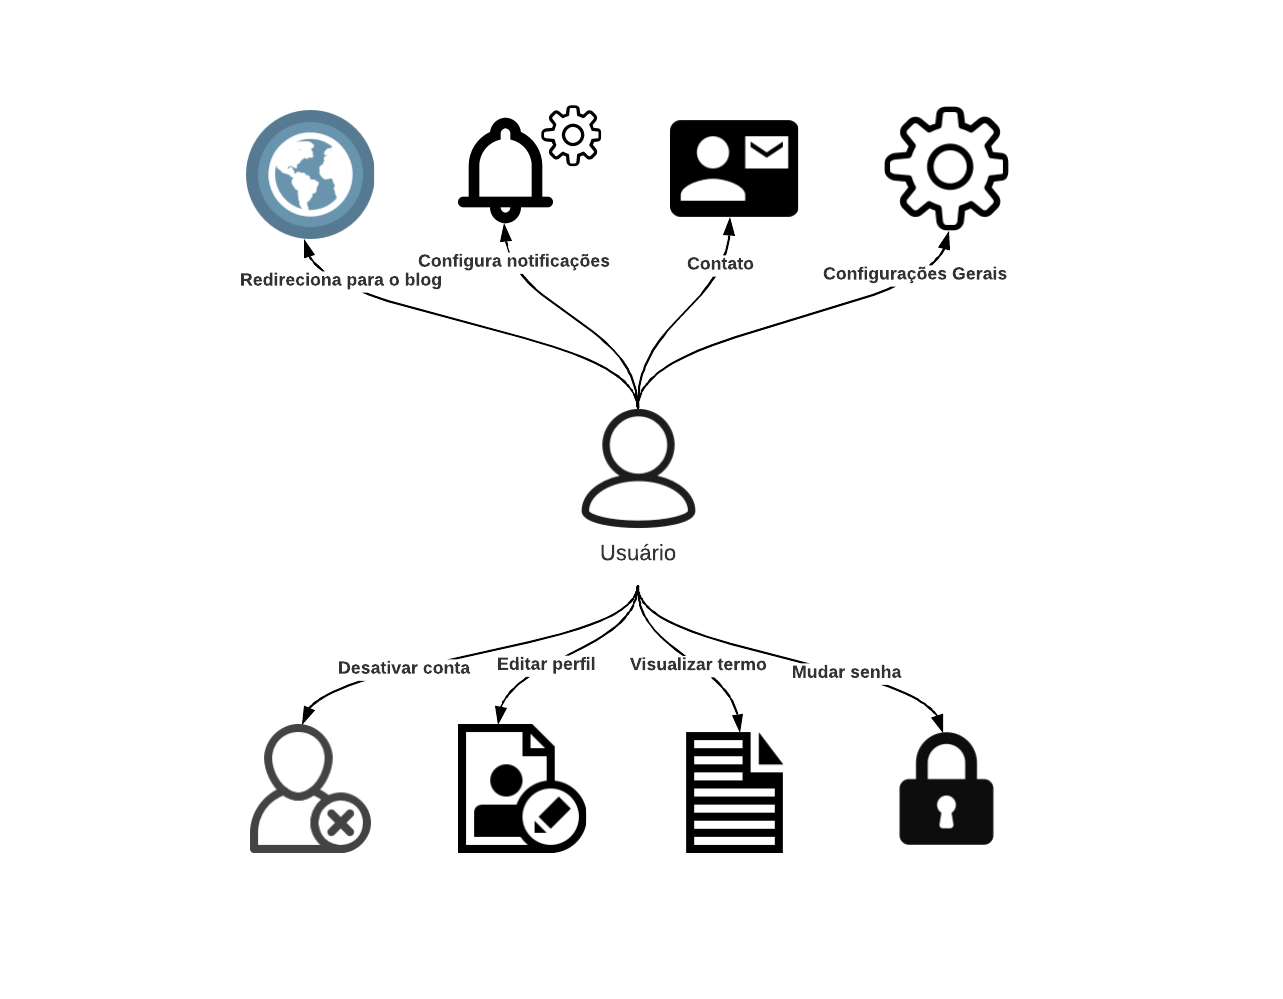 Redireciona para o blog
Configura notificações
Contato
Configurações Gerais
Usuário
Desativar conta
Editar perfil
Visualizar termo
Mudar senha